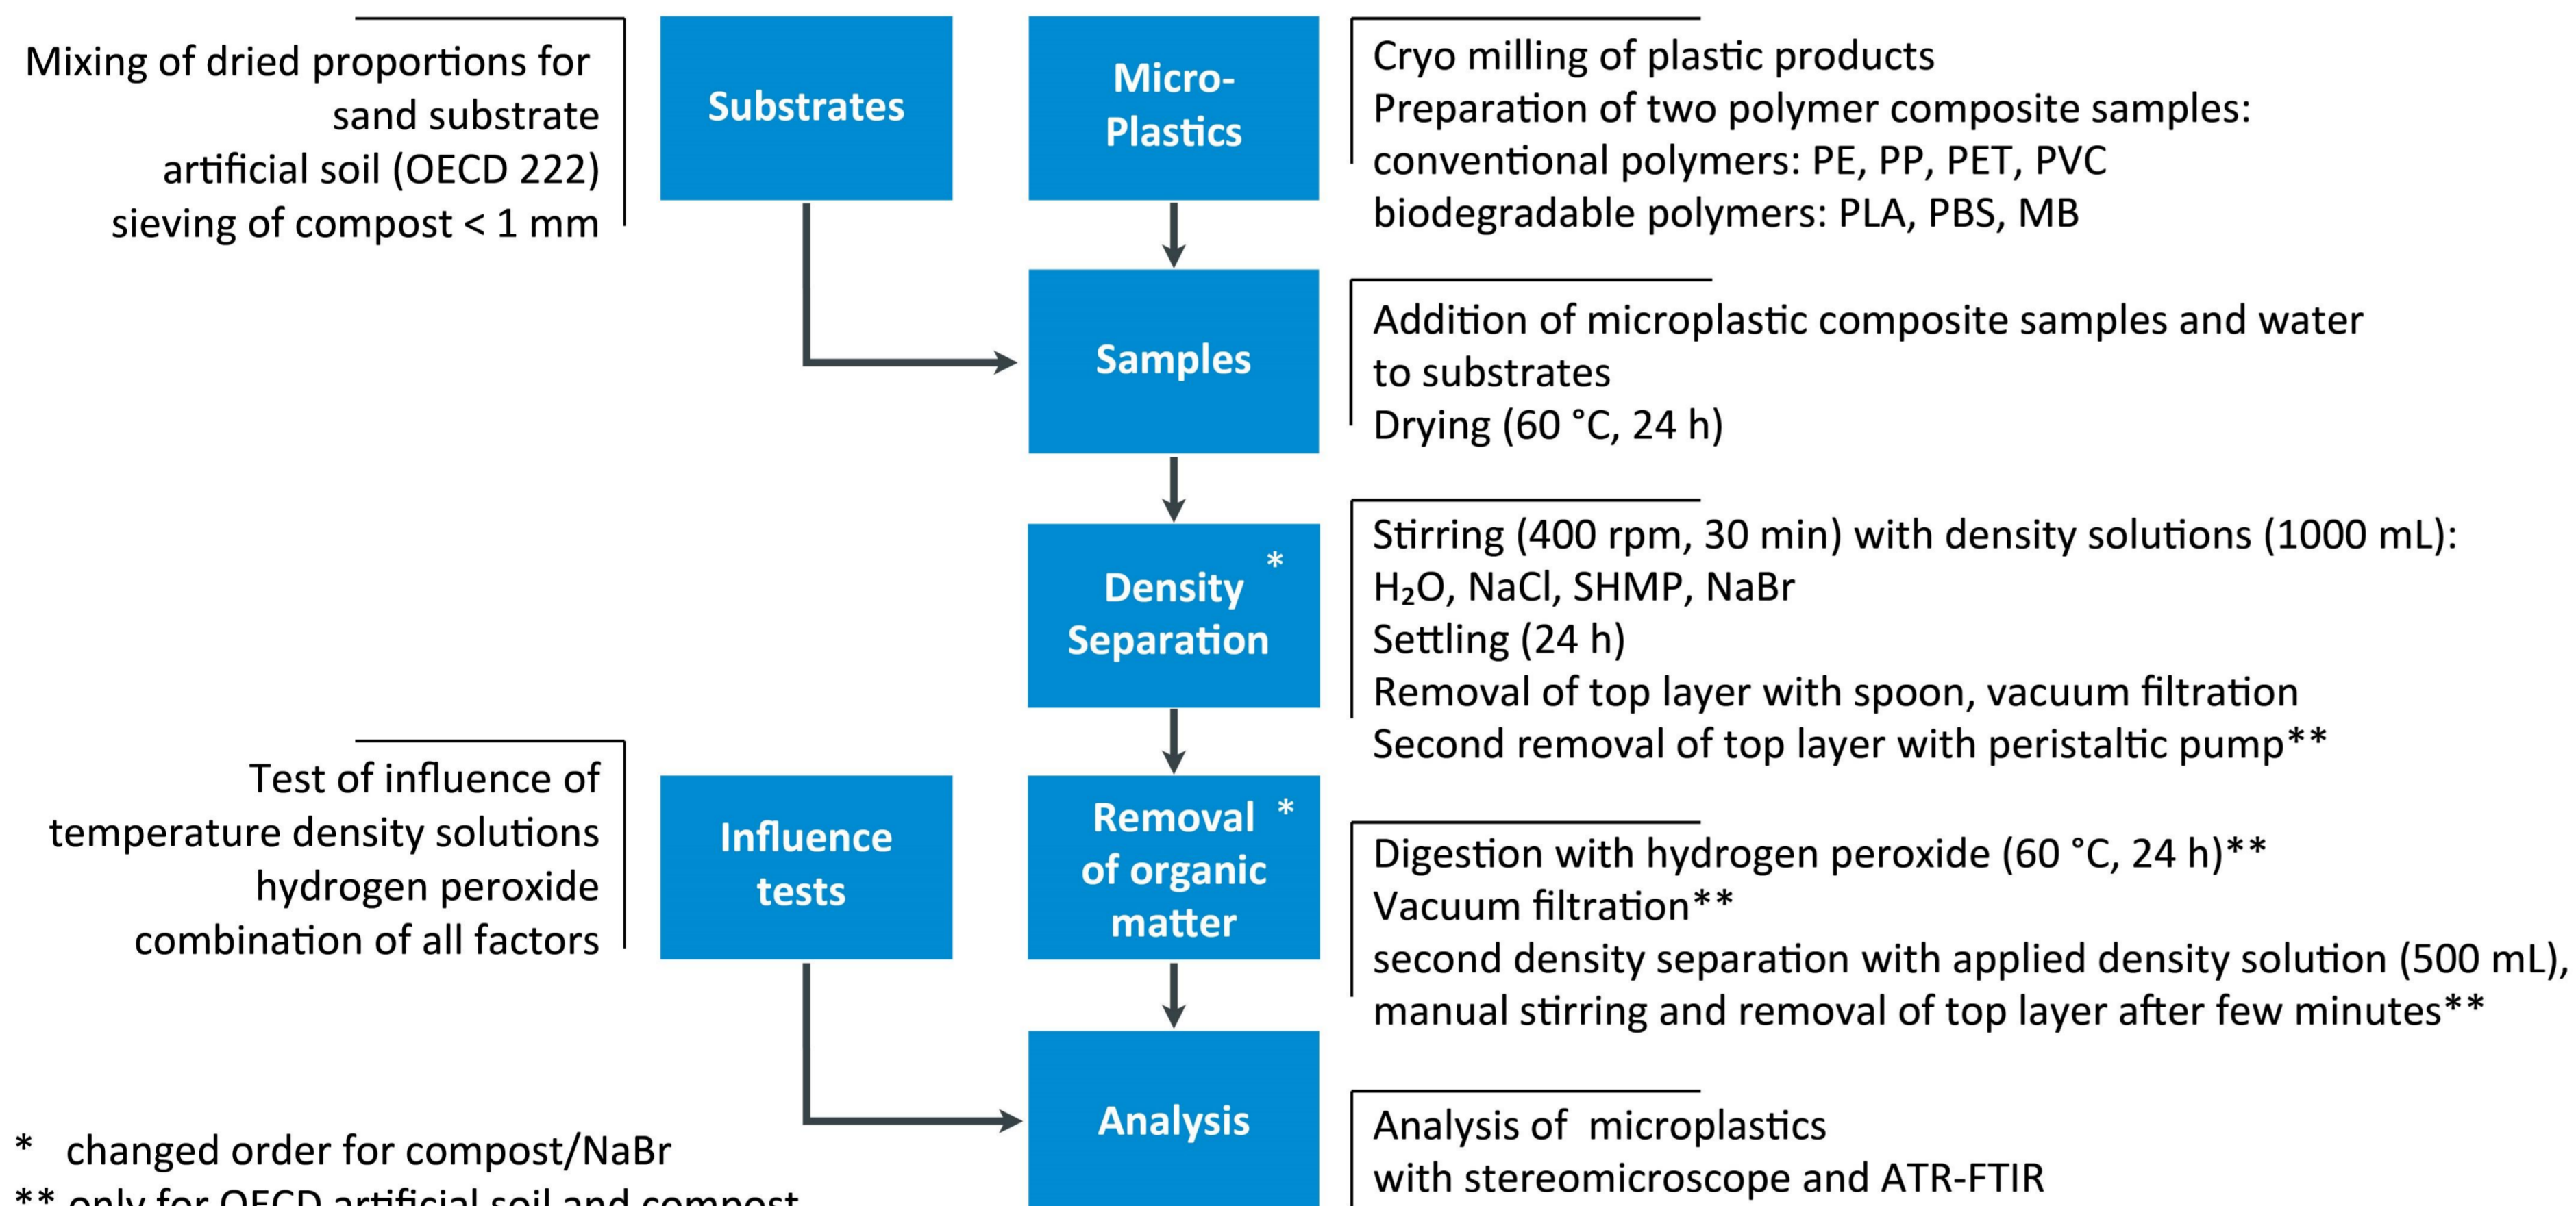 Mixing of dried proportions for
sand substrate
artificial soil (OECD 222)
sieving of compost < 1 mm
Substrates
Micro-
Plastics
Cryo milling of plastic products
Preparation of two polymer composite samples:
conventional polymers: PE, PP, PET, PVC
biodegradable polymers: PLA, PBS, MB
Samples
Addition of microplastic composite samples and water
to substrates
Drying (60 °C, 24 h)
Density *
Separation
Stirring (400 rpm, 30 min) with density solutions (1000 mL):
H₂O, NaCl, SHMP, NaBr
Settling (24 h)
Removal of top layer with spoon, vacuum filtration
Second removal of top layer with peristaltic pump**
Test of influence of
temperature density solutions
hydrogen peroxide
combination of all factors
Influence
tests
Removal *
of organic
matter
Digestion with hydrogen peroxide (60 °C, 24 h)**
Vacuum filtration**
second density separation with applied density solution (500 mL),
manual stirring and removal of top layer after few minutes**
Analysis
Analysis of microplastics
with stereomicroscope and ATR-FTIR
* changed order for compost/NaBr
** only for OECD artificial soil and compost